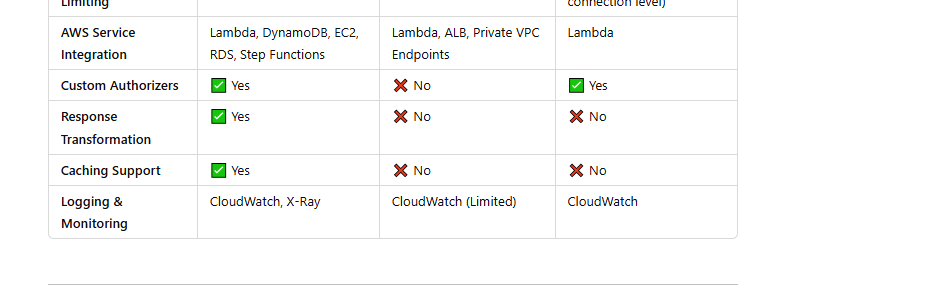 Limiting
connection level)
AWS Service
Integration
Lambda, DynamoDB, EC2,
RDS, Step Functions
Lambda, ALB, Private VPC
Endpoints
Lambda
Custom Authorizers
✅ Yes
❌ No
✅ Yes
Response
Transformation
✅ Yes
❌ No
❌ No
Caching Support
✅ Yes
❌ No
❌ No
Logging &
Monitoring
CloudWatch, X-Ray
CloudWatch (Limited)
CloudWatch